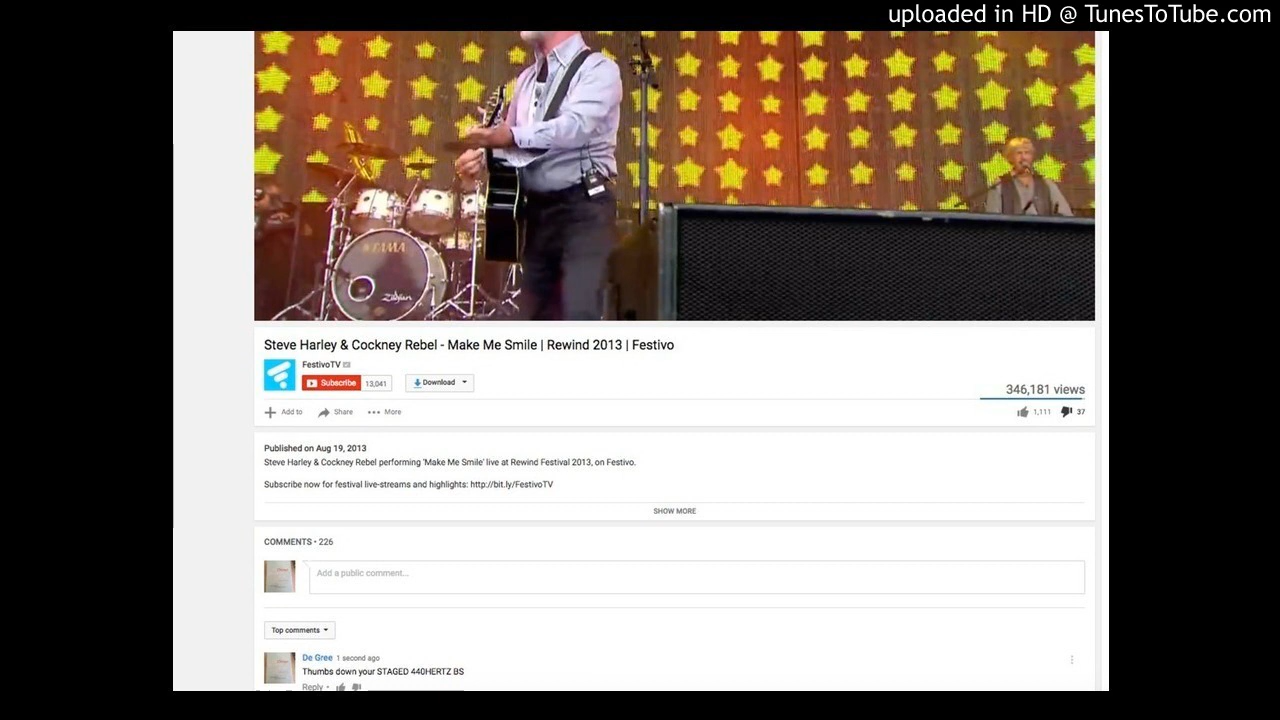 uploaded in HD @ TunesToTube.com
TAMA
Zildjian
Steve Harley & Cockney Rebel - Make Me Smile | Rewind 2013 | Festivo
FestivoTV
Subscribe 13,041 Download
346,181 views
Add to Share More
1,111 37
Published on Aug 19, 2013
Steve Harley & Cockney Rebel performing 'Make Me Smile' live at Rewind Festival 2013, on Festivo.
Subscribe now for festival live-streams and highlights: http://bit.ly/FestivoTV
SHOW MORE
COMMENTS • 226
Add a public comment...
Top comments
De Gree 1 second ago
Thumbs down your STAGED 440HERTZ BS
Reply •